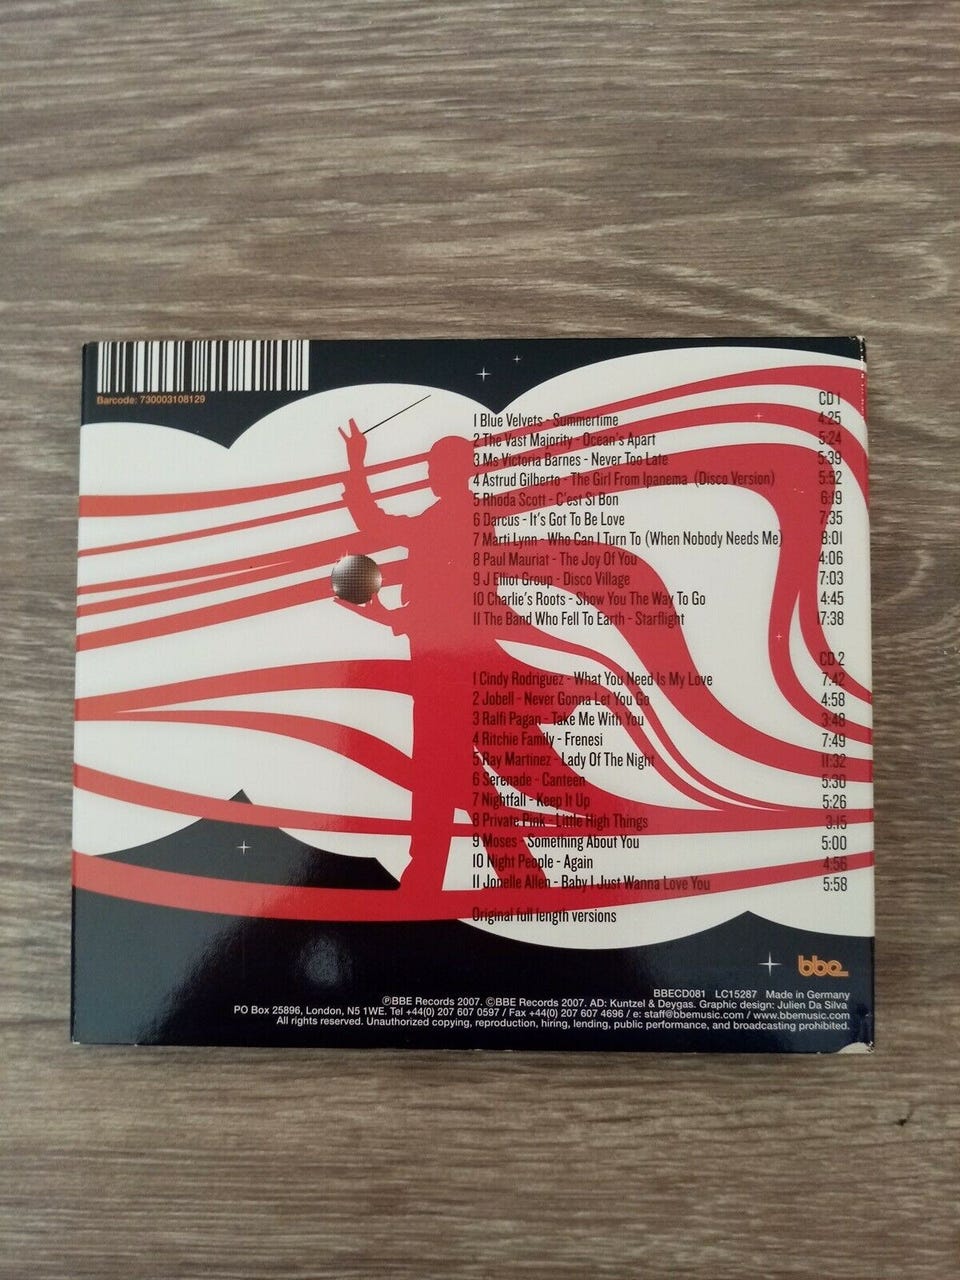 Barcode: 730003108129
CD 1
1 Blue Velvets - Summertime 4:25
2 The Vast Majority - Ocean's Apart 5:24
3 Ms Victoria Barnes - Never Too Late 5:39
4 Astrud Gilberto - The Girl From Ipanema (Disco Version) 5:52
5 Rhoda Scott - C'est Si Bon 6:19
6 Darcus - It's Got To Be Love 7:35
7 Marti Lynn - Who Can I Turn To (When Nobody Needs Me) 8:01
8 Paul Mauriat - The Joy Of You 4:06
9 J Elliot Group - Disco Village 7:03
10 Charlie's Roots - Show You The Way To Go 4:45
11 The Band Who Fell To Earth - Starflight 17:38
CD 2
1 Cindy Rodriguez - What You Need Is My Love 7:42
2 Jobell - Never Gonna Let You Go 4:58
3 Ralfi Pagan - Take Me With You 3:48
4 Ritchie Family - Frenesi 7:49
5 Ray Martinez - Lady Of The Night 11:32
6 Serenade - Canteen 5:30
7 Nightfall - Keep It Up 5:26
8 Private Pink - Little High Things 3:15
9 Moses - Something About You 5:00
10 Night People - Again 4:56
11 Jonelle Allen - Baby I Just Wanna Love You 5:58
Original full length versions
bbe
BBECD081 LC15287 Made in Germany
℗BBE Records 2007. ©BBE Records 2007. AD: Kuntzel & Deygas. Graphic design: Julien Da Silva
PO Box 25896, London, N5 1WE. Tel +44(0) 207 607 0597 / Fax +44(0) 207 607 4696 / e: staff@bbemusic.com / www.bbemusic.com
All rights reserved. Unauthorized copying, reproduction, hiring, lending, public performance, and broadcasting prohibited.